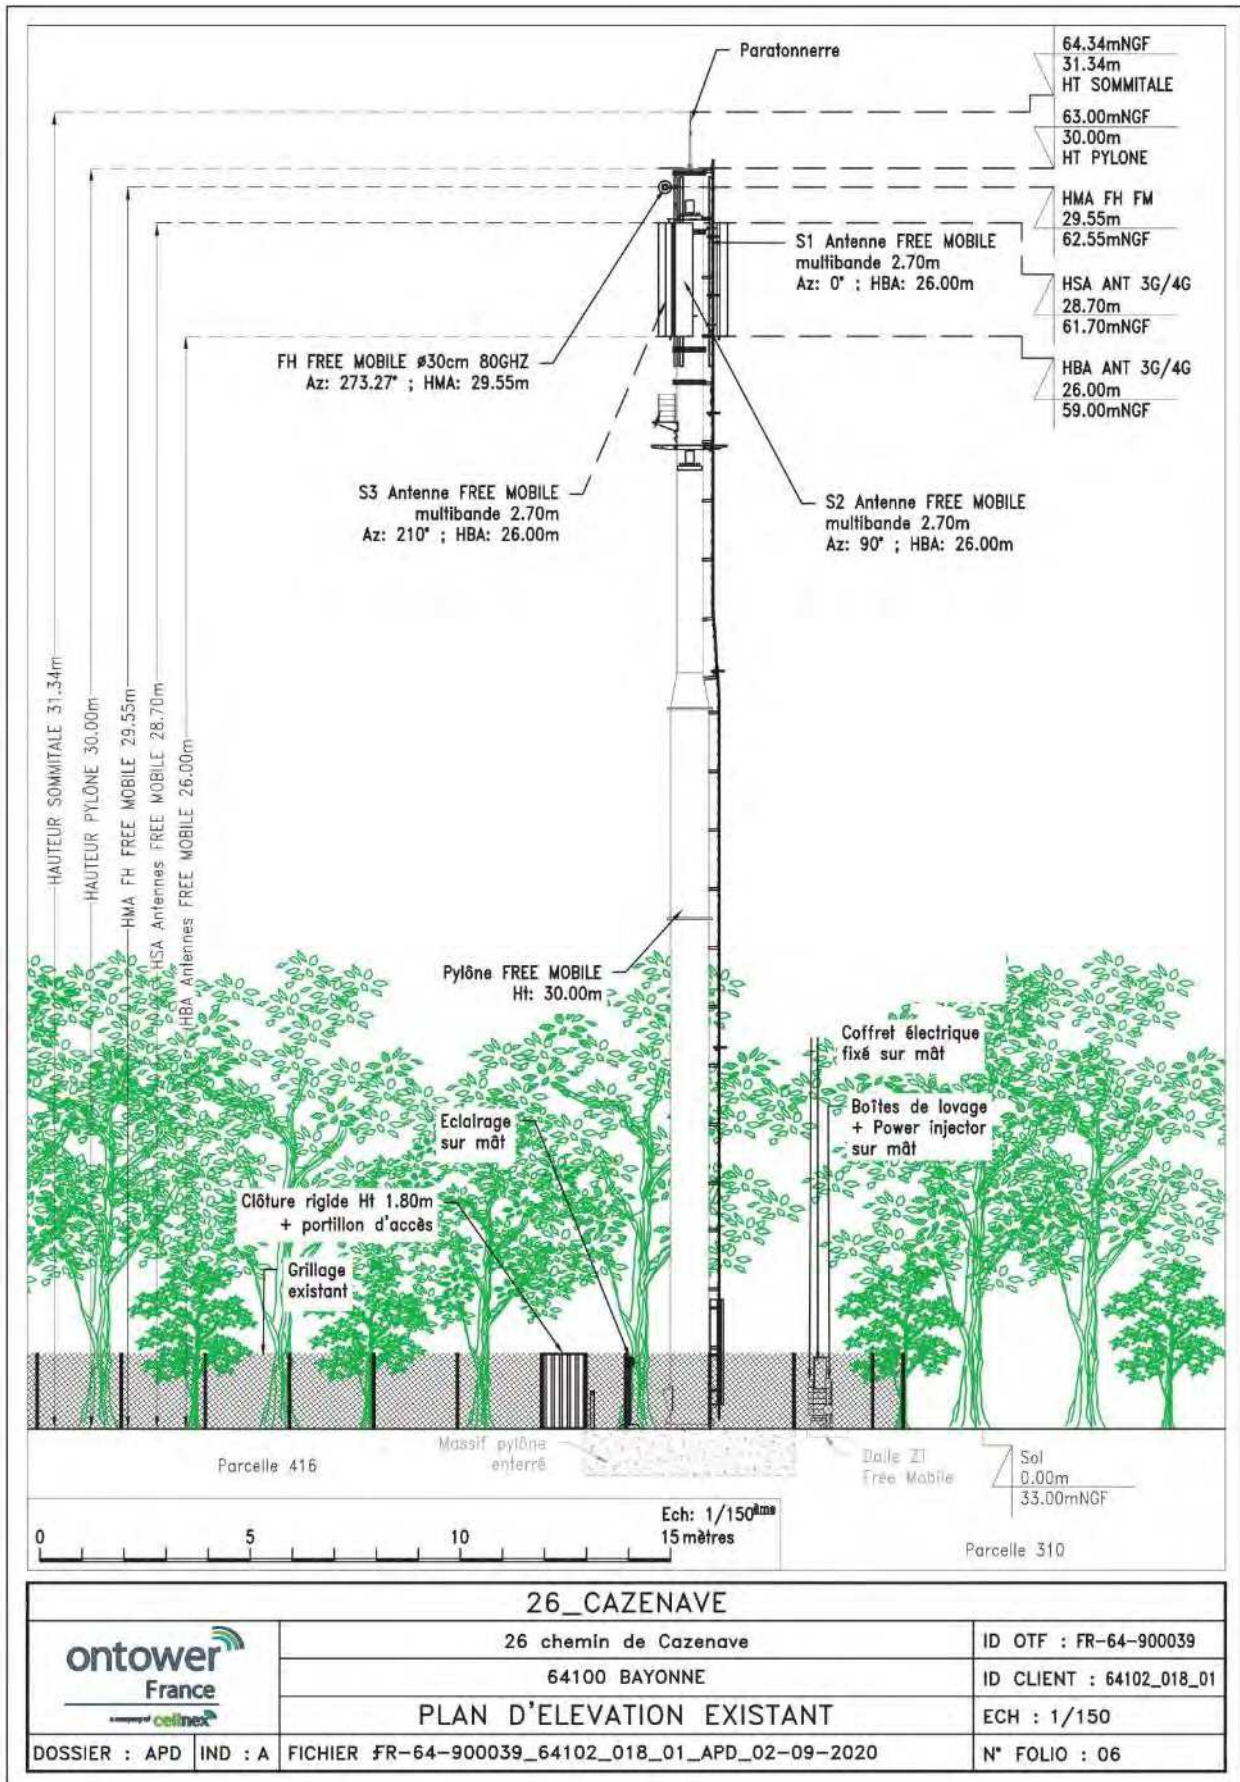 Paratonnerre
64.34mNGF
31.34m
HT SOMMITALE
63.00mNGF
30.00m
HT PYLONE
HMA FH FM
29.55m
62.55mNGF
S1 Antenne FREE MOBILE
multibande 2.70m
Az: 0° ; HBA: 26.00m
HSA ANT 3G/4G
28.70m
61.70mNGF
FH FREE MOBILE ø30cm 80GHZ
Az: 273.27° ; HMA: 29.55m
HBA ANT 3G/4G
26.00m
59.00mNGF
S3 Antenne FREE MOBILE
multibande 2.70m
Az: 210° ; HBA: 26.00m
S2 Antenne FREE MOBILE
multibande 2.70m
Az: 90° ; HBA: 26.00m
HAUTEUR SOMMITALE 31.34m
HAUTEUR PYLÔNE 30.00m
HMA FH FREE MOBILE 29.55m
HSA Antennes FREE MOBILE 28.70m
HBA Antennes FREE MOBILE 26.00m
Pylône FREE MOBILE
Ht: 30.00m
Coffret électrique
fixé sur mât
Boîtes de lovage
+ Power injector
sur mât
Eclairage
sur mât
Clôture rigide Ht 1.80m
+ portillon d'accès
Grillage
existant
Parcelle 416
Massif pylône
enterré
Dalle ZT
Free Mobile
Sol
0.00m
33.00mNGF
Ech: 1/150ème
0 5 10 15 mètres
Parcelle 310
26_CAZENAVE
ontower
France
a company of cellnex
26 chemin de Cazenave
64100 BAYONNE
PLAN D'ELEVATION EXISTANT
ID OTF : FR-64-900039
ID CLIENT : 64102_018_01
ECH : 1/150
DOSSIER : APD
IND : A
FICHIER FR-64-900039_64102_018_01_APD_02-09-2020
N° FOLIO : 06